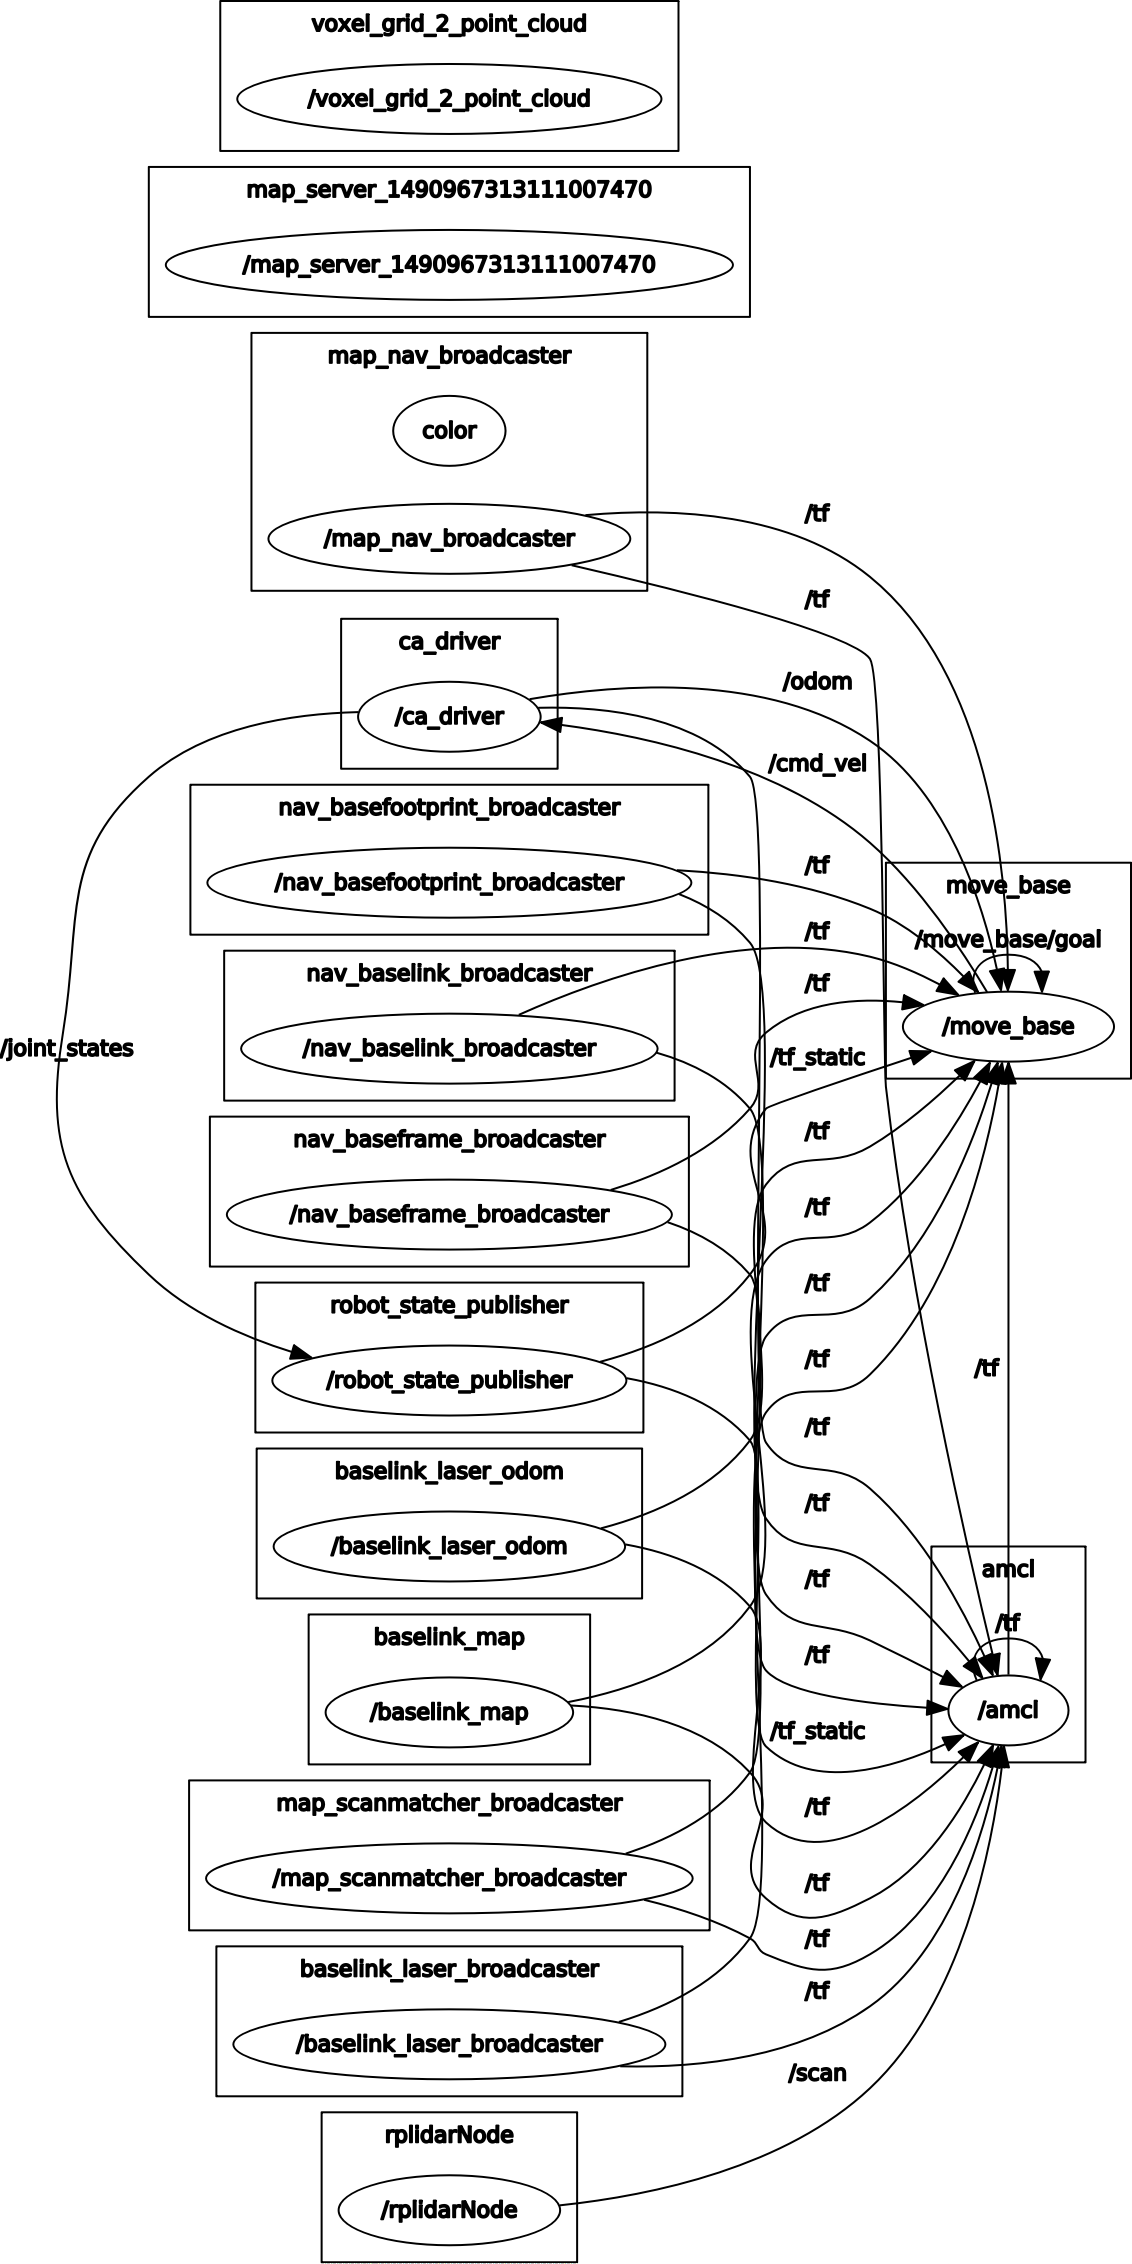 voxel_grid_2_point_cloud
/voxel_grid_2_point_cloud
map_server_1490967313111007470
/map_server_1490967313111007470
map_nav_broadcaster
color
/map_nav_broadcaster
/tf
/tf
ca_driver
/ca_driver
/odom
/cmd_vel
nav_basefootprint_broadcaster
/nav_basefootprint_broadcaster
/tf
move_base
/move_base/goal
/move_base
/tf
nav_baselink_broadcaster
/nav_baselink_broadcaster
/tf
/joint_states
/tf_static
nav_baseframe_broadcaster
/nav_baseframe_broadcaster
/tf
/tf
/tf
robot_state_publisher
/robot_state_publisher
/tf
/tf
/tf
baselink_laser_odom
/baselink_laser_odom
/tf
/tf
amcl
/tf
/amcl
baselink_map
/baselink_map
/tf
/tf_static
map_scanmatcher_broadcaster
/map_scanmatcher_broadcaster
/tf
/tf
/tf
baselink_laser_broadcaster
/baselink_laser_broadcaster
/tf
/scan
rplidarNode
/rplidarNode